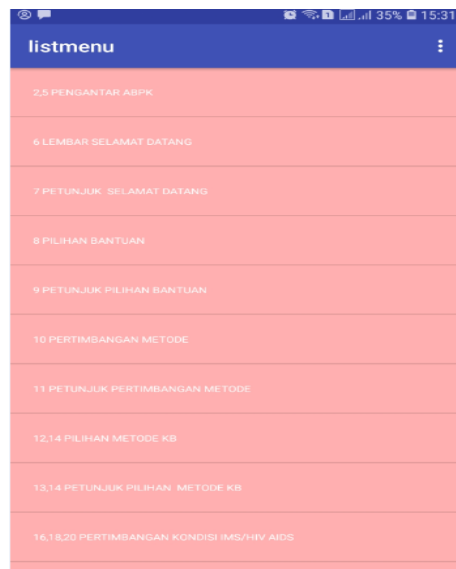 35% 15:31
listmenu
2,5 PENGANTAR ABPK
6 LEMBAR SELAMAT DATANG
7 PETUNJUK SELAMAT DATANG
8 PILIHAN BANTUAN
9 PETUNJUK PILIHAN BANTUAN
10 PERTIMBANGAN METODE
11 PETUNJUK PERTIMBANGAN METODE
12,14 PILIHAN METODE KB
13,14 PETUNJUK PILIHAN METODE KB
16,18,20 PERTIMBANGAN KONDISI IMS/HIV AIDS